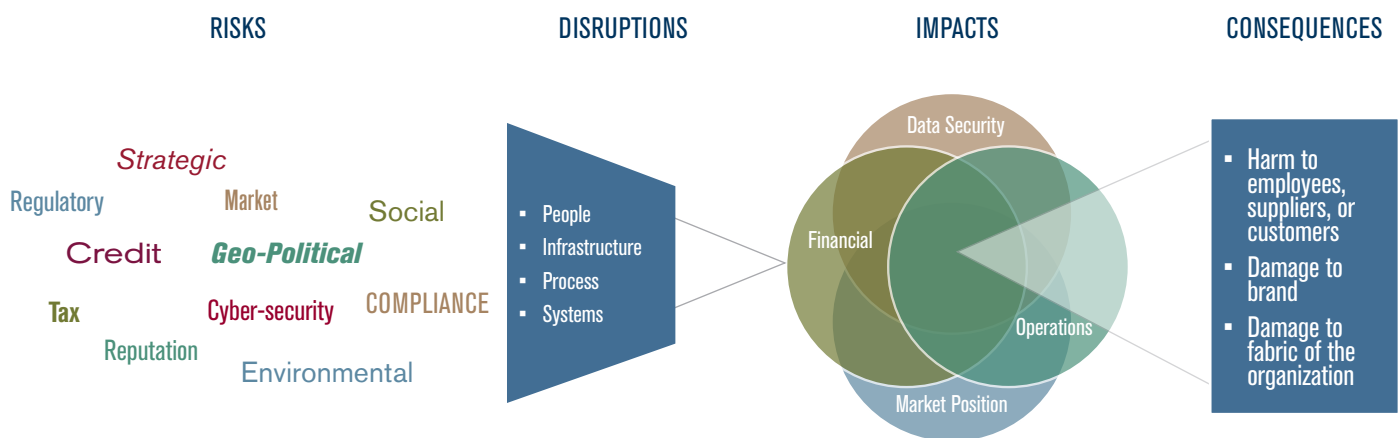 RISKS
DISRUPTIONS
IMPACTS
CONSEQUENCES
Strategic
Regulatory
Market
Social
Credit
Geo-Political
Tax
Cyber-security
COMPLIANCE
Reputation
Environmental
▪ People
▪ Infrastructure
▪ Process
▪ Systems
Data Security
Financial
Operations
Market Position
▪ Harm to
employees,
suppliers, or
customers
▪ Damage to
brand
▪ Damage to
fabric of the
organization